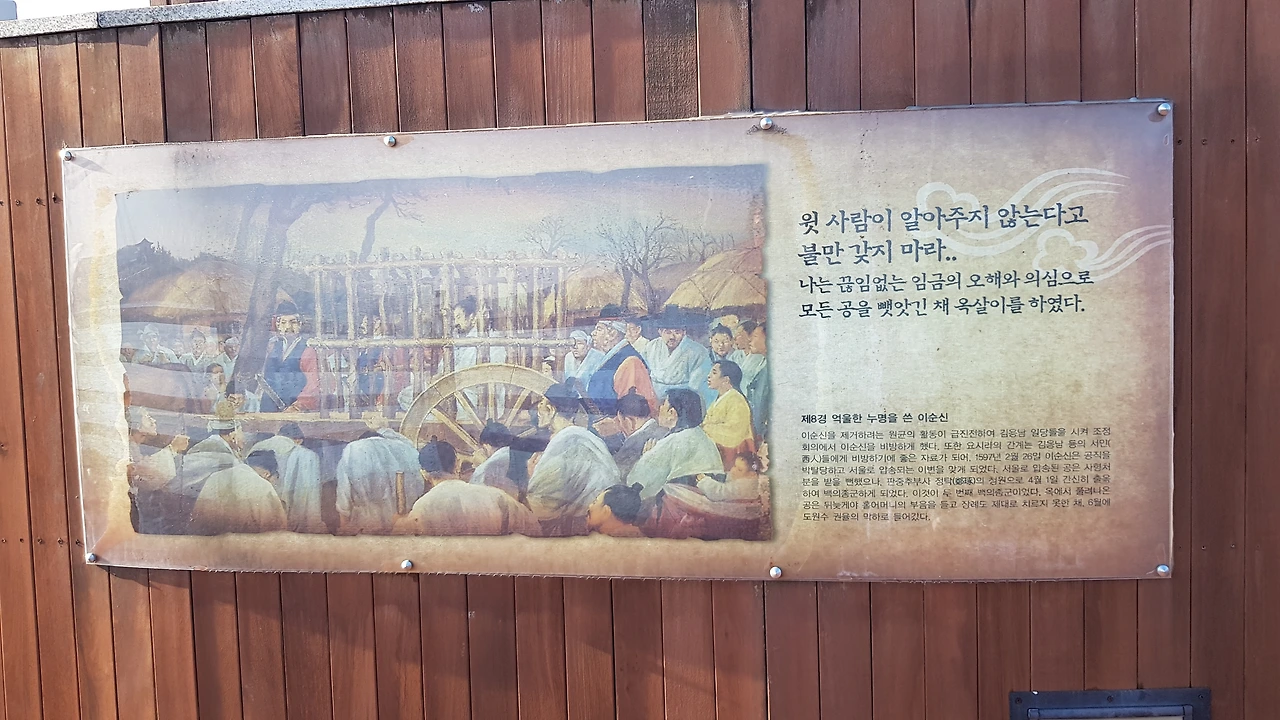 윗 사람이 알아주지 않는다고
불만 갖지 마라..
나는 끊임없는 임금의 오해와 의심으로
모든 공을 뺏앗긴 채 옥살이를 하였다.
제8경 억울한 누명을 쓴 이순신
이순신을 제거하려는 원균의 활동이 급진전하여 김응남 일당들을 시켜 조정
회의에서 이순신을 비방하게 했다. 또한 요시라의 간계는 김응남 등의 서인(
西人)들에게 비방하기에 좋은 자료가 되어, 1597년 2월 26일 이순신은 공직을
박탈당하고 서울로 압송되는 이변을 맞게 되었다. 서울로 압송된 공은 사형처
분을 받을 뻔했으나, 판중추부사 정탁(鄭琢)의 청원으로 4월 1일 간신히 출옥
하여 백의종군하게 되었다. 이것이 두 번째 백의종군이었다. 옥에서 풀려나온
공은 뒤늦게야 홀어머니의 부음을 듣고 장례도 제대로 치르지 못한 채, 6월에
도원수 권율의 막하로 들어갔다.